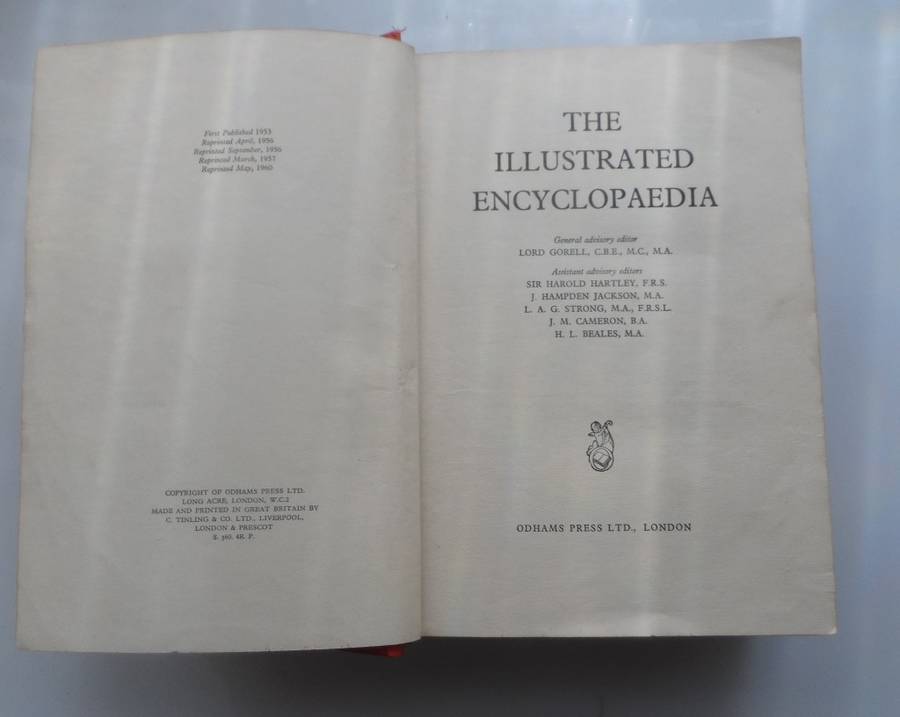 First Published 1953
Reprinted April, 1956
Reprinted September, 1956
Reprinted March, 1957
Reprinted May, 1960
COPYRIGHT OF ODHAMS PRESS LTD.
LONG ACRE, LONDON, W.C.2
MADE AND PRINTED IN GREAT BRITAIN BY
C. TINLING & CO. LTD., LIVERPOOL,
LONDON & PRESCOT
S. 360. 4R. P.
THE
ILLUSTRATED
ENCYCLOPAEDIA
General advisory editor
LORD GORELL, C.B.E., M.C., M.A.
Assistant advisory editors
SIR HAROLD HARTLEY, F.R.S.
J. HAMPDEN JACKSON, M.A.
L. A. G. STRONG, M.A., F.R.S.L.
J. M. CAMERON, B.A.
H. L. BEALES, M.A.
ODHAMS PRESS LTD., LONDON